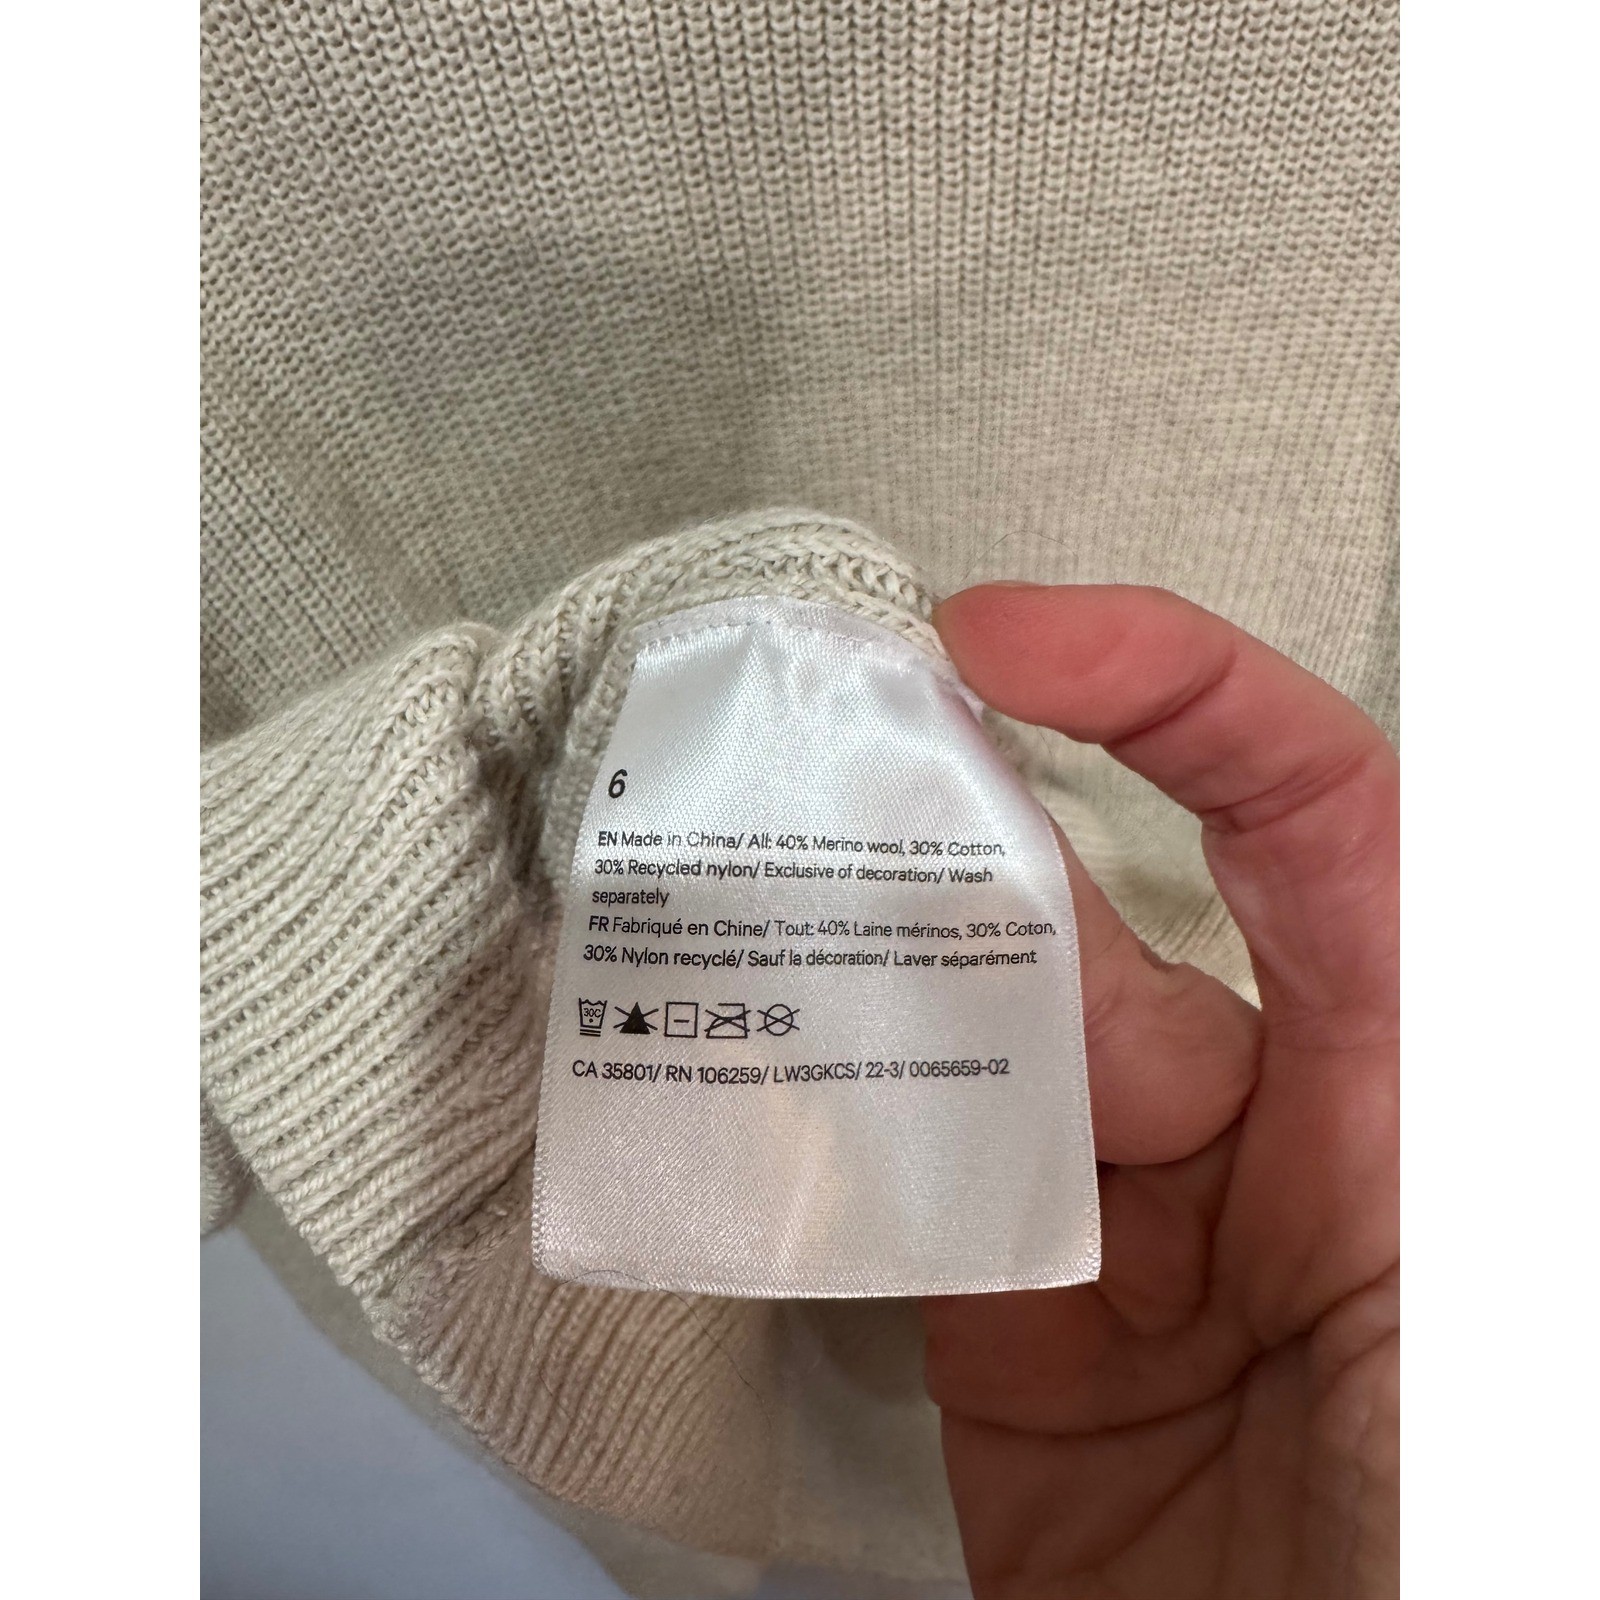 6
EN Made in China/ All: 40% Merino wool, 30% Cotton,
30% Recycled nylon/ Exclusive of decoration/ Wash
separately
FR Fabriqué en Chine/ Tout: 40% Laine mérinos, 30% Coton,
30% Nylon recyclé/ Sauf la décoration/ Laver séparément
30C
CA 35801/ RN 106259/ LW3GKCS/ 22-3/ 0065659-02